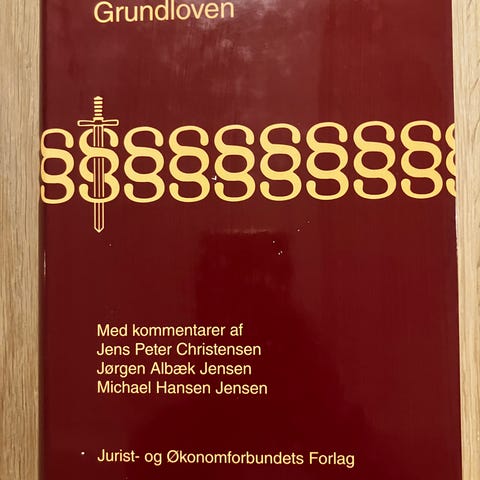 Grundloven
§§§§§§§§§§
Med kommentarer af
Jens Peter Christensen
Jørgen Albæk Jensen
Michael Hansen Jensen
Jurist- og Økonomforbundets Forlag